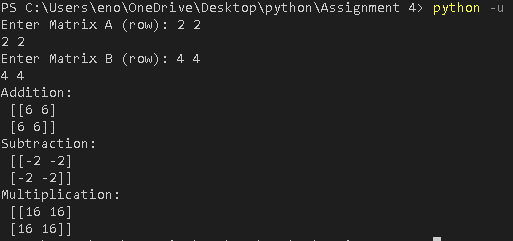 PS C:\Users\eno\OneDrive\Desktop\python\Assignment 4> python -u
Enter Matrix A (row): 2 2
2 2
Enter Matrix B (row): 4 4
4 4
Addition:
 [[6 6]
 [6 6]]
Subtraction:
 [[-2 -2]
 [-2 -2]]
Multiplication:
 [[16 16]
 [16 16]]